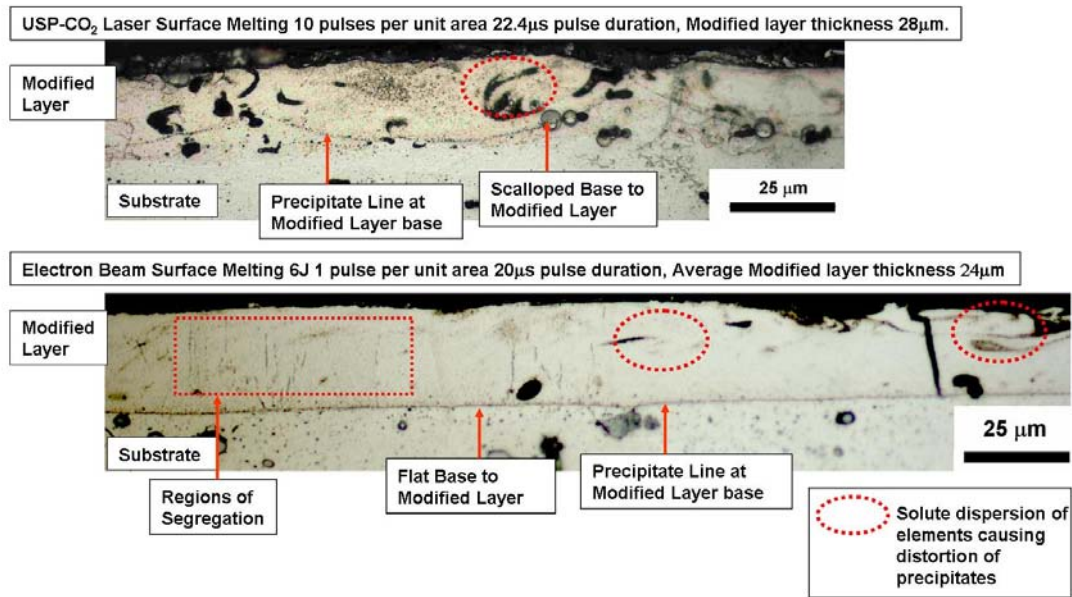 USP-CO₂ Laser Surface Melting 10 pulses per unit area 22.4μs pulse duration, Modified layer thickness 28μm.
Modified
Layer
Substrate
Precipitate Line at
Modified Layer base
Scalloped Base to
Modified Layer
25 μm
Electron Beam Surface Melting 6J 1 pulse per unit area 20μs pulse duration, Average Modified layer thickness 24μm
Modified
Layer
Substrate
Regions of
Segregation
Flat Base to
Modified Layer
Precipitate Line at
Modified Layer base
25 μm
Solute dispersion of
elements causing
distortion of
precipitates